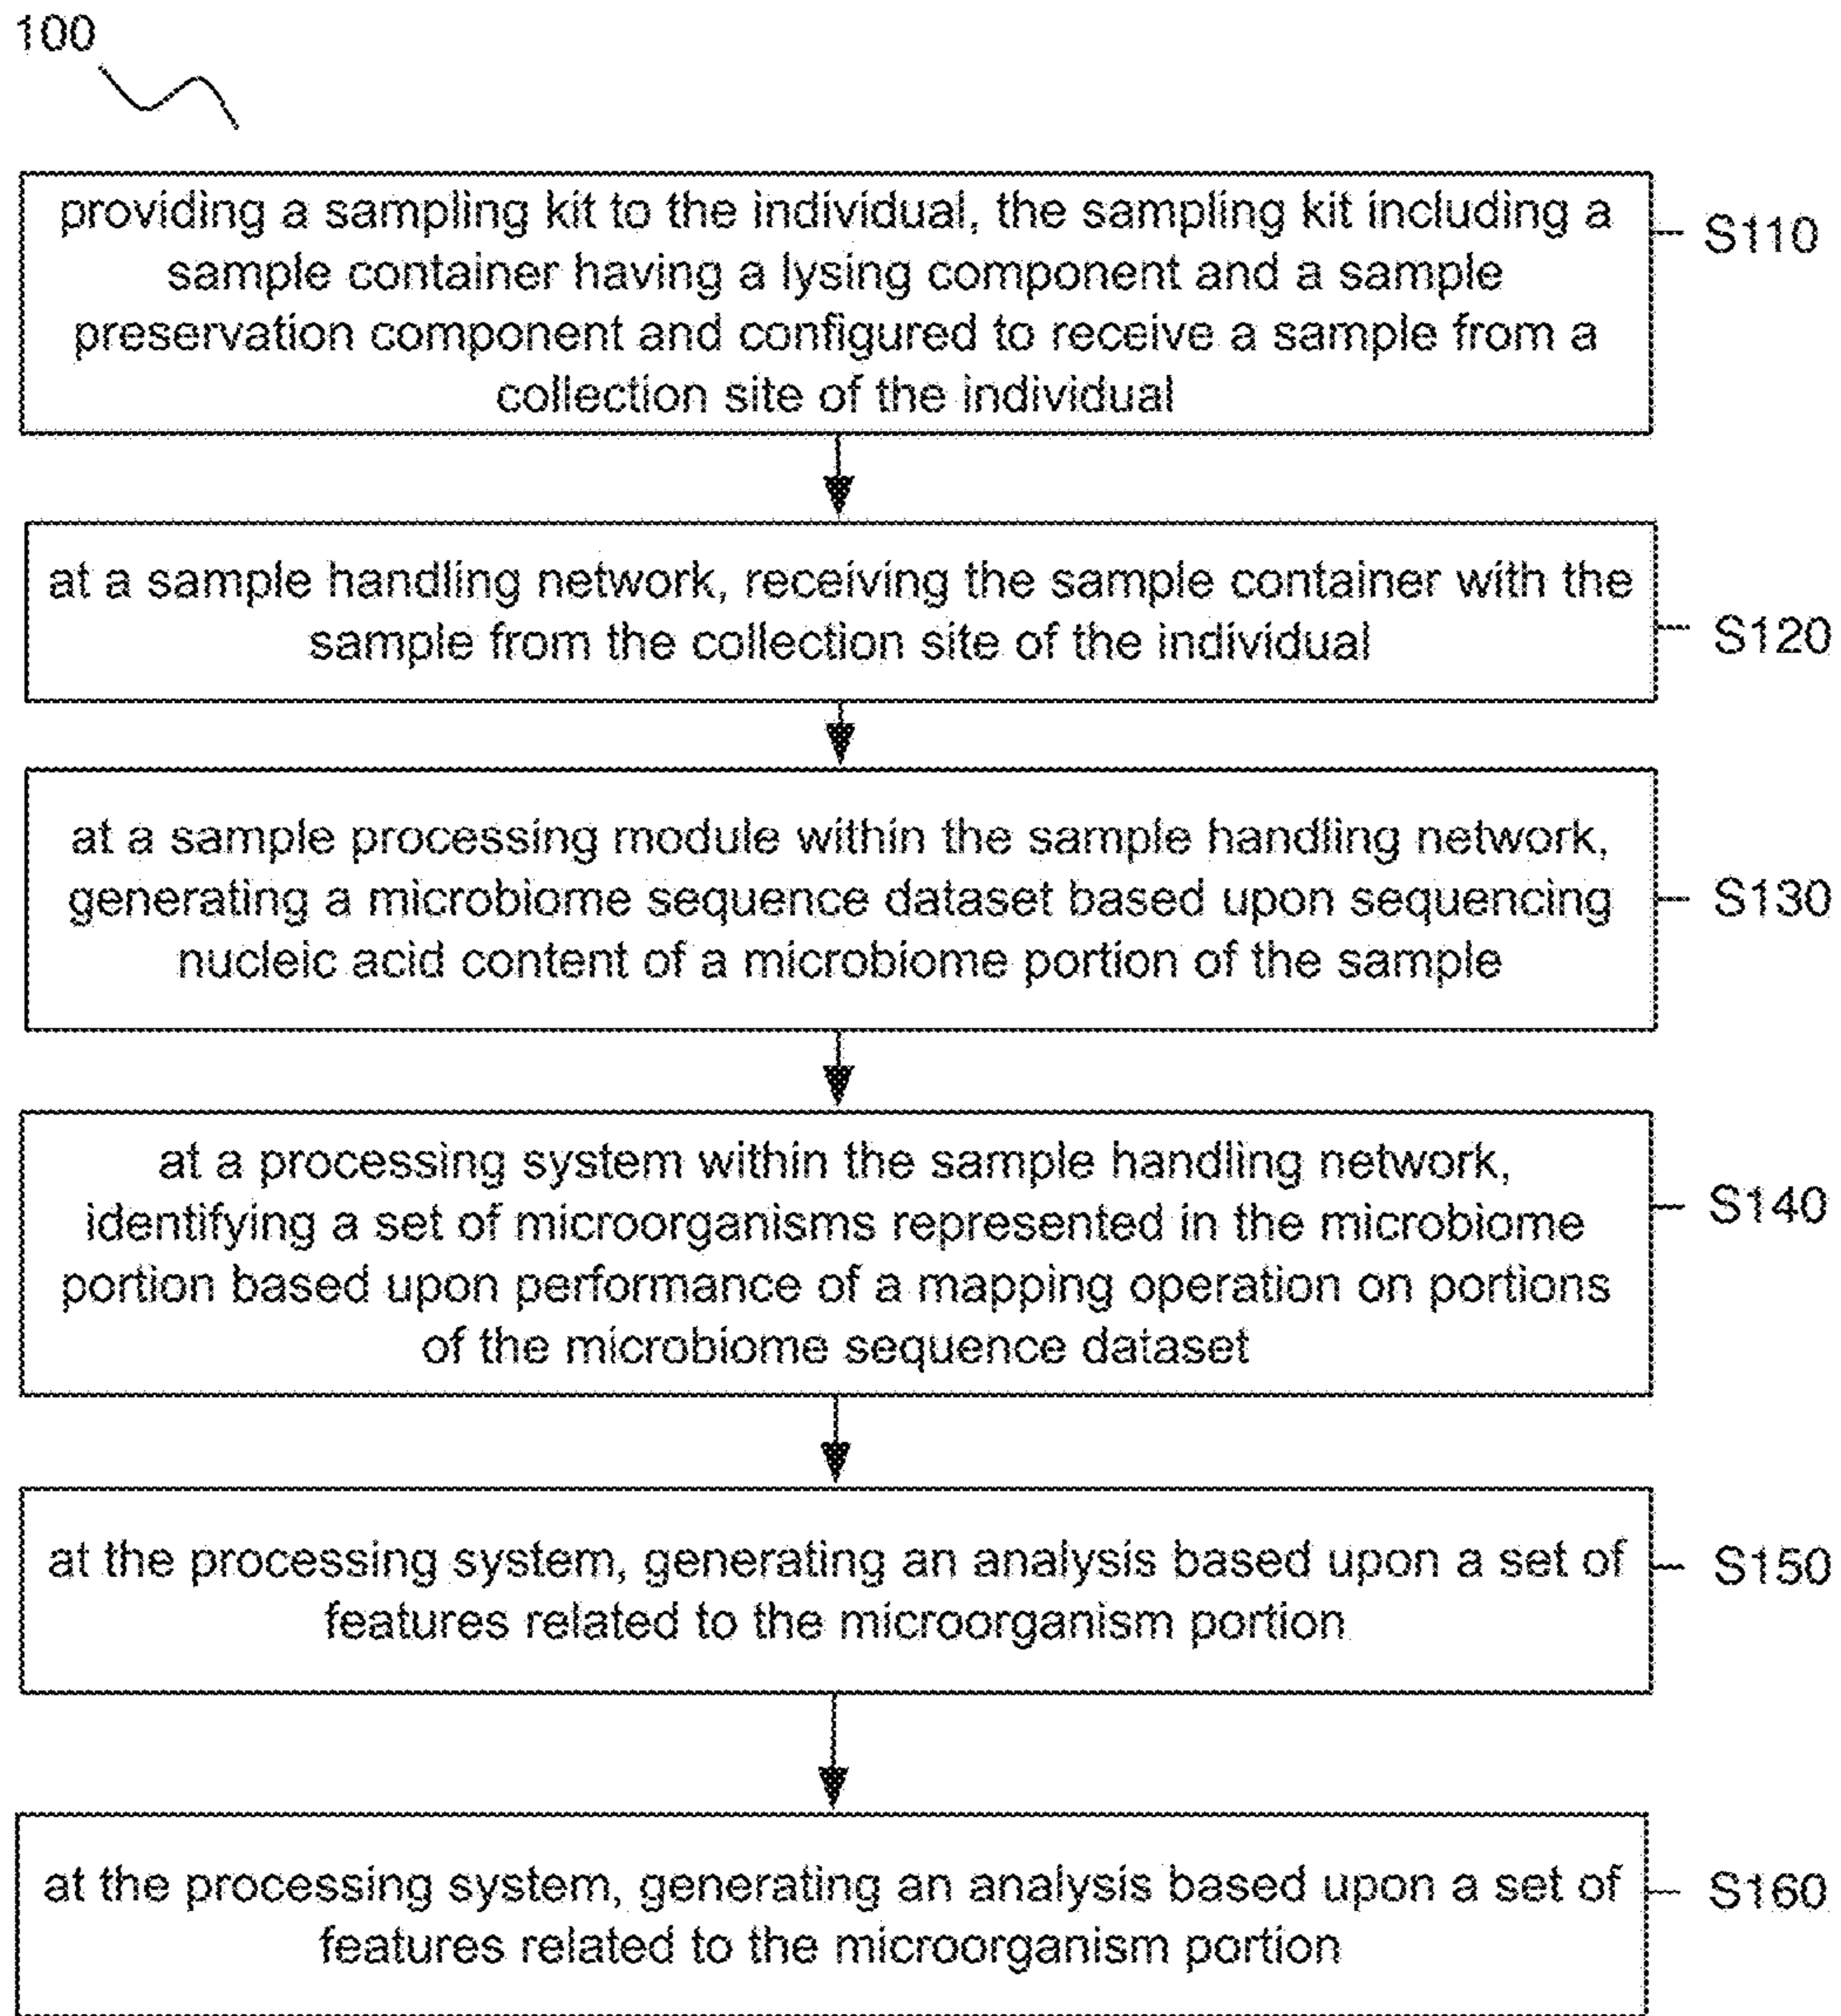 100
providing a sampling kit to the individual, the sampling kit including a
sample container having a lysing component and a sample
preservation component and configured to receive a sample from a
collection site of the individual
S110
at a sample handling network, receiving the sample container with the
sample from the collection site of the individual
S120
at a sample processing module within the sample handling network,
generating a microbiome sequence dataset based upon sequencing
nucleic acid content of a microbiome portion of the sample
S130
at a processing system within the sample handling network,
identifying a set of microorganisms represented in the microbiome
portion based upon performance of a mapping operation on portions
of the microbiome sequence dataset
S140
at the processing system, generating an analysis based upon a set of
features related to the microorganism portion
S150
at the processing system, generating an analysis based upon a set of
features related to the microorganism portion
S160